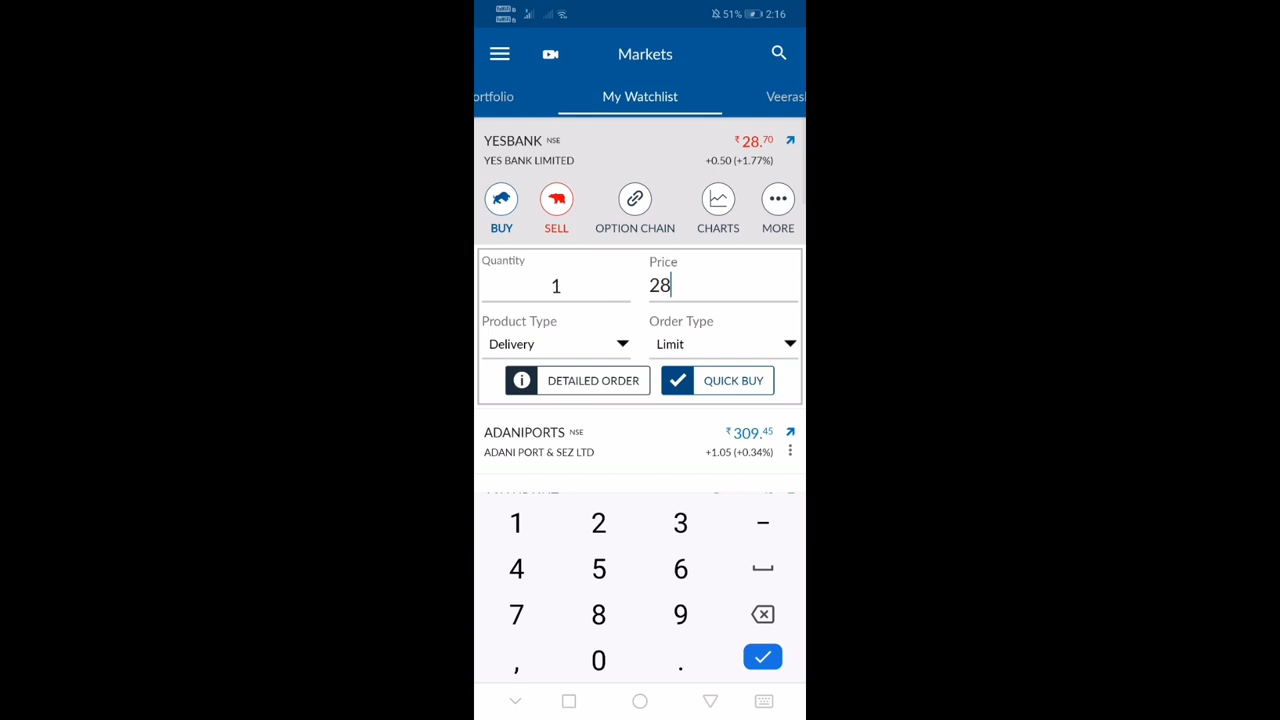 51% 2:16
Markets
ortfolio My Watchlist Veeras
YESBANK NSE ₹ 28.70
YES BANK LIMITED +0.50 (+1.77%)
BUY SELL OPTION CHAIN CHARTS MORE
Quantity Price
1 28
Product Type Order Type
Delivery Limit
DETAILED ORDER QUICK BUY
ADANIPORTS NSE ₹ 309.45
ADANI PORT & SEZ LTD +1.05 (+0.34%)
1 2 3 −
4 5 6
7 8 9
, 0 .